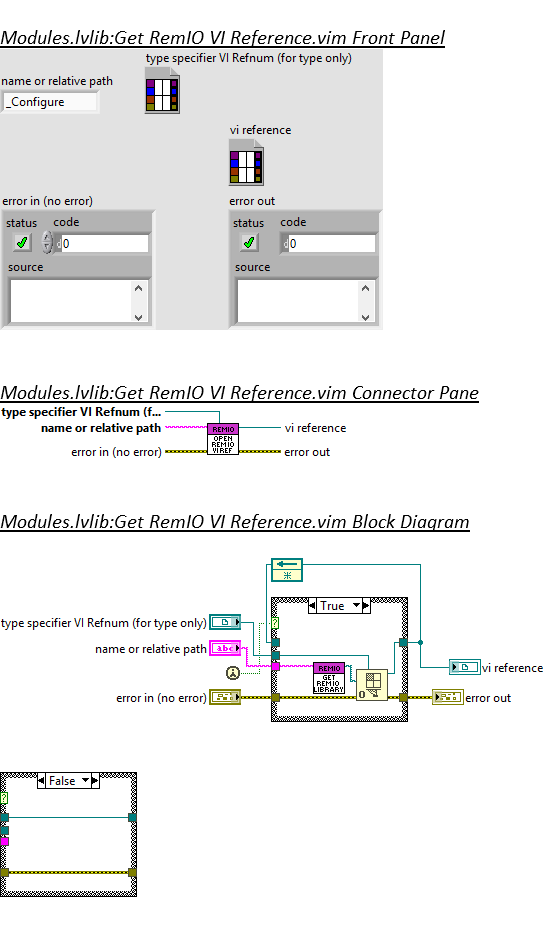 Modules.lvlib:Get RemIO VI Reference.vim Front Panel
type specifier VI Refnum (for type only)
name or relative path
_Configure
vi reference
error in (no error)
error out
status code
d0
source
status code
d0
source
Modules.lvlib:Get RemIO VI Reference.vim Connector Pane
type specifier VI Refnum (f...
name or relative path
error in (no error)
REMIO
OPEN
REMIO
VI REF
vi reference
error out
Modules.lvlib:Get RemIO VI Reference.vim Block Diagram
True
type specifier VI Refnum (for type only)
?
name or relative path
abc
REMIO
GET
REMIO
LIBRARY
0
vi reference
error in (no error)
error out
False
?